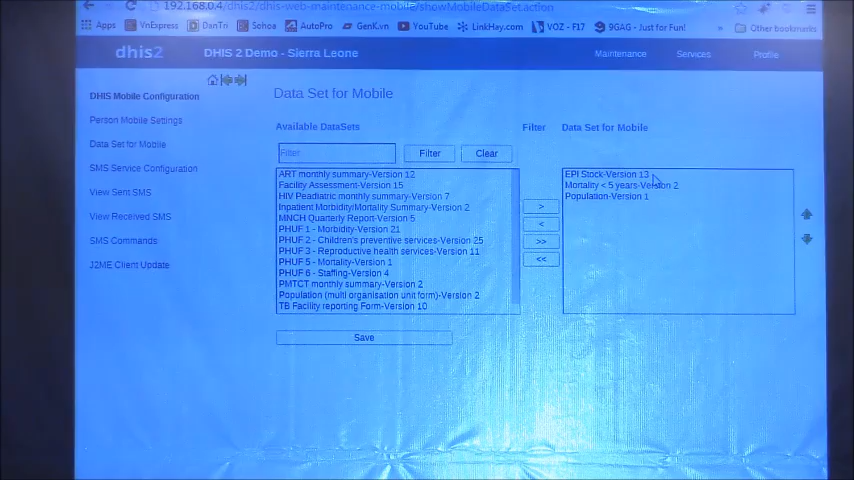 192.168.0.4/dhis2/dhis-web-maintenance-mobile/showMobileDataSet.action
Apps VnExpress DanTri Sohoa AutoPro GenK.vn YouTube LinkHay.com VOZ - F17 9GAG - Just for Fun! » Other bookmarks
dhis2 DHIS 2 Demo - Sierra Leone Maintenance Services Profile
DHIS Mobile Configuration
Person Mobile Settings
Data Set for Mobile
SMS Service Configuration
View Sent SMS
View Received SMS
SMS Commands
J2ME Client Update
Data Set for Mobile
Available DataSets Filter Data Set for Mobile
Filter Filter Clear
ART monthly summary-Version 12
Facility Assessment-Version 15
HIV Peadiatric monthly summary-Version 7
Inpatient Morbidity/Mortality Summary-Version 2
MNCH Quarterly Report-Version 5
PHUF 1 - Morbidity-Version 21
PHUF 2 - Children's preventive services-Version 25
PHUF 3 - Reproductive health services-Version 11
PHUF 5 - Mortality-Version 1
PHUF 6 - Staffing-Version 4
PMTCT monthly summary-Version 2
Population (multi organisation unit form)-Version 2
TB Facility reporting Form-Version 10
>
<
>>
<<
EPI Stock-Version 13
Mortality < 5 years-Version 2
Population-Version 1
Save